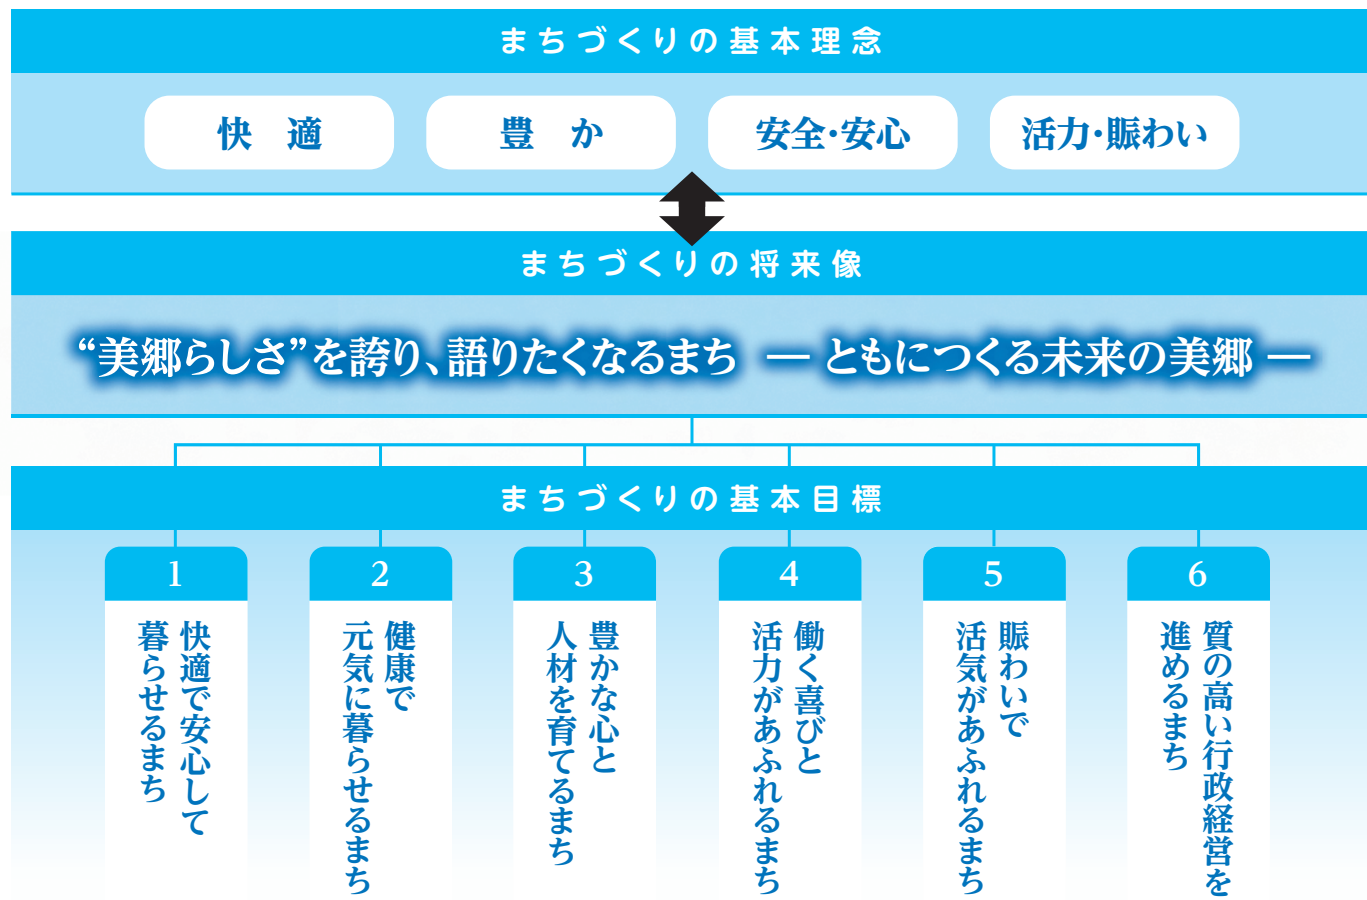 まちづくりの基本理念
快　適
豊　か
安全・安心
活力・賑わい
まちづくりの将来像
“美郷らしさ”を誇り、語りたくなるまち　― ともにつくる未来の美郷 ―
まちづくりの基本目標
1
快適で安心して
暮らせるまち
2
健康で
元気に暮らせるまち
3
豊かな心と
人材を育てるまち
4
働く喜びと
活力があふれるまち
5
賑わいで
活気があふれるまち
6
質の高い行政経営を
進めるまち